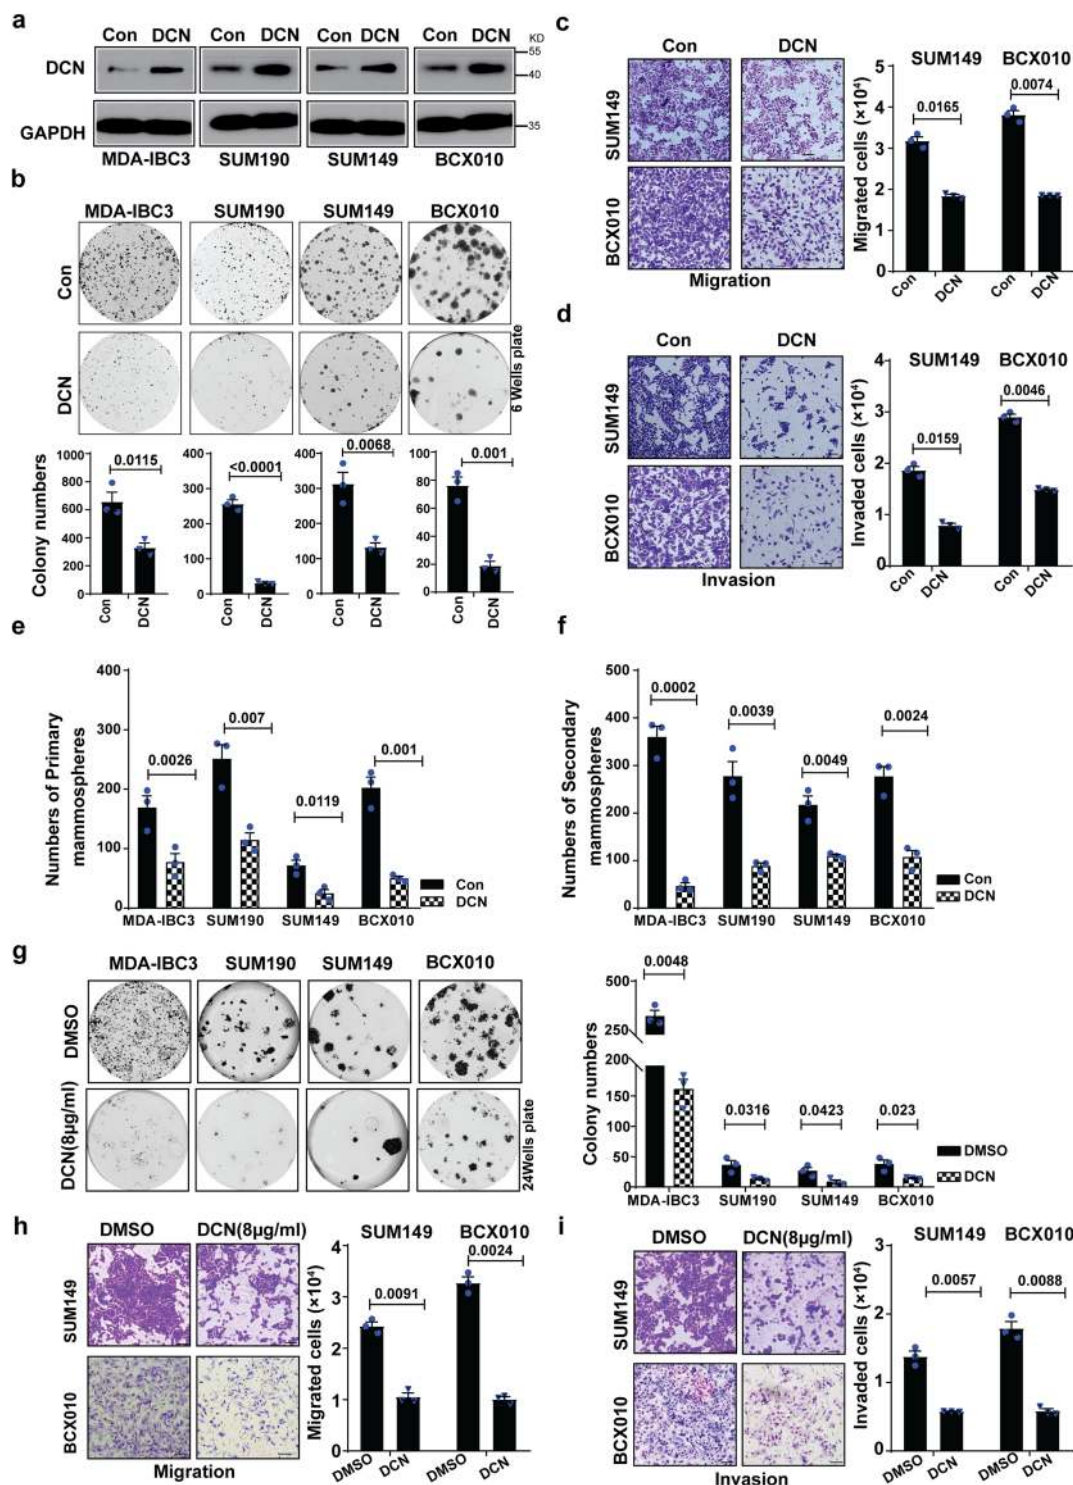 a
Con DCN Con DCN Con DCN Con DCN KD
55
DCN
40
GAPDH
35
MDA-IBC3 SUM190 SUM149 BCX010
b
MDA-IBC3 SUM190 SUM149 BCX010
Con
DCN
6 Wells plate
Colony numbers
1000 800 600 400 200 0
0.0115
Con DCN
400 300 200 100 0
<0.0001
Con DCN
400 300 200 100 0
0.0068
Con DCN
100 80 60 40 20 0
0.001
Con DCN
c
Con DCN
SUM149
BCX010
Migration
Migrated cells (×10⁴)
5 4 3 2 1 0
SUM149 BCX010
0.0165
0.0074
Con DCN Con DCN
d
Con DCN
SUM149
BCX010
Invasion
Invaded cells (×10⁴)
4 3 2 1 0
SUM149 BCX010
0.0159
0.0046
Con DCN Con DCN
e
Numbers of Primary
mammospheres
400 300 200 100 0
0.0026
0.007
0.0119
0.001
Con
DCN
MDA-IBC3 SUM190 SUM149 BCX010
f
Numbers of Secondary
mammospheres
500 400 300 200 100 0
0.0002
0.0039
0.0049
0.0024
Con
DCN
MDA-IBC3 SUM190 SUM149 BCX010
g
MDA-IBC3 SUM190 SUM149 BCX010
DMSO
DCN(8μg/ml)
24Wells plate
Colony numbers
500
250
200
150
100
50
0
0.0048
0.0316
0.0423
0.023
DMSO
DCN
MDA-IBC3 SUM190 SUM149 BCX010
h
DMSO DCN(8μg/ml)
SUM149
BCX010
Migration
Migrated cells (×10⁴)
4 3 2 1 0
SUM149 BCX010
0.0091
0.0024
DMSO DCN DMSO DCN
i
DMSO DCN(8μg/ml)
SUM149
BCX010
Invasion
Invaded cells (×10⁴)
3 2 1 0
SUM149 BCX010
0.0057
0.0088
DMSO DCN DMSO DCN